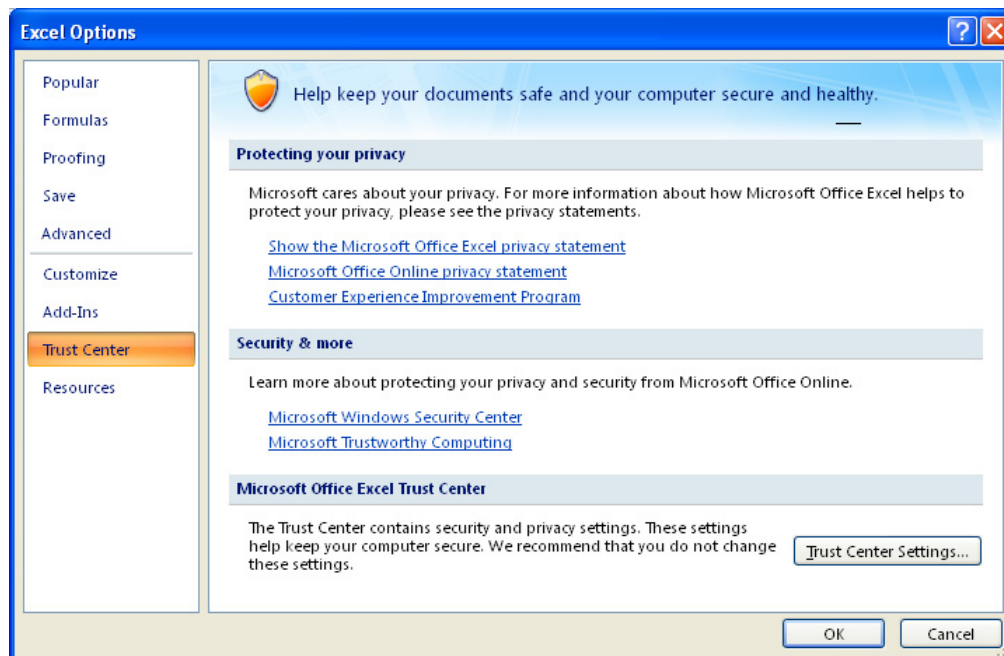 Excel Options
Popular
Formulas
Proofing
Save
Advanced
Customize
Add-Ins
Trust Center
Resources
Help keep your documents safe and your computer secure and healthy.
Protecting your privacy
Microsoft cares about your privacy. For more information about how Microsoft Office Excel helps to
protect your privacy, please see the privacy statements.
Show the Microsoft Office Excel privacy statement
Microsoft Office Online privacy statement
Customer Experience Improvement Program
Security & more
Learn more about protecting your privacy and security from Microsoft Office Online.
Microsoft Windows Security Center
Microsoft Trustworthy Computing
Microsoft Office Excel Trust Center
The Trust Center contains security and privacy settings. These settings
help keep your computer secure. We recommend that you do not change
these settings.
Trust Center Settings...
OK
Cancel